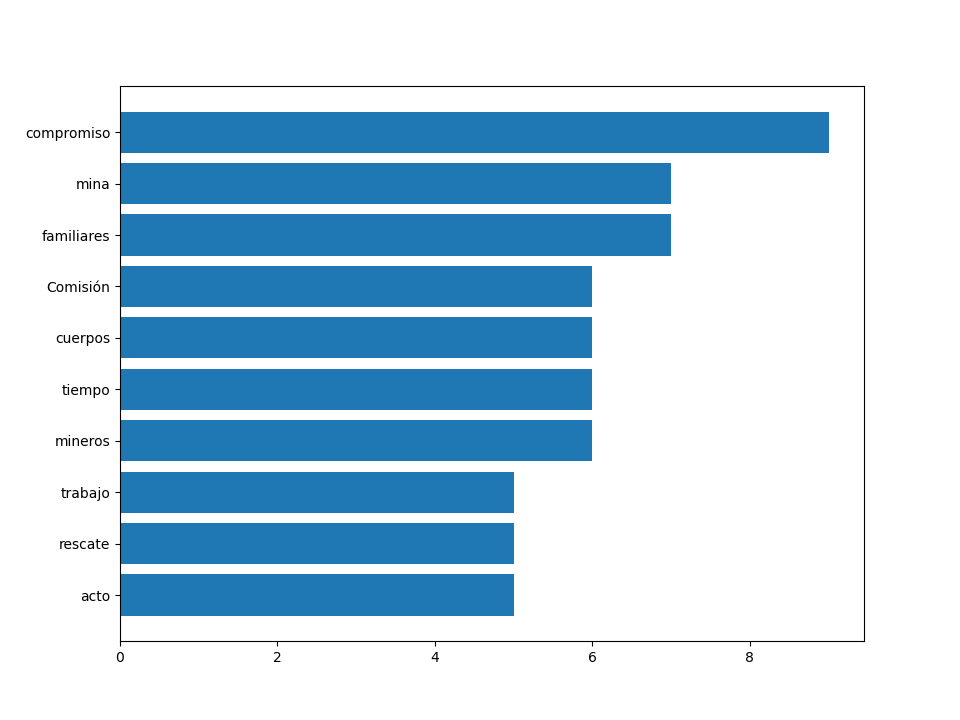 compromiso
mina
familiares
Comisión
cuerpos
tiempo
mineros
trabajo
rescate
acto
0 2 4 6 8